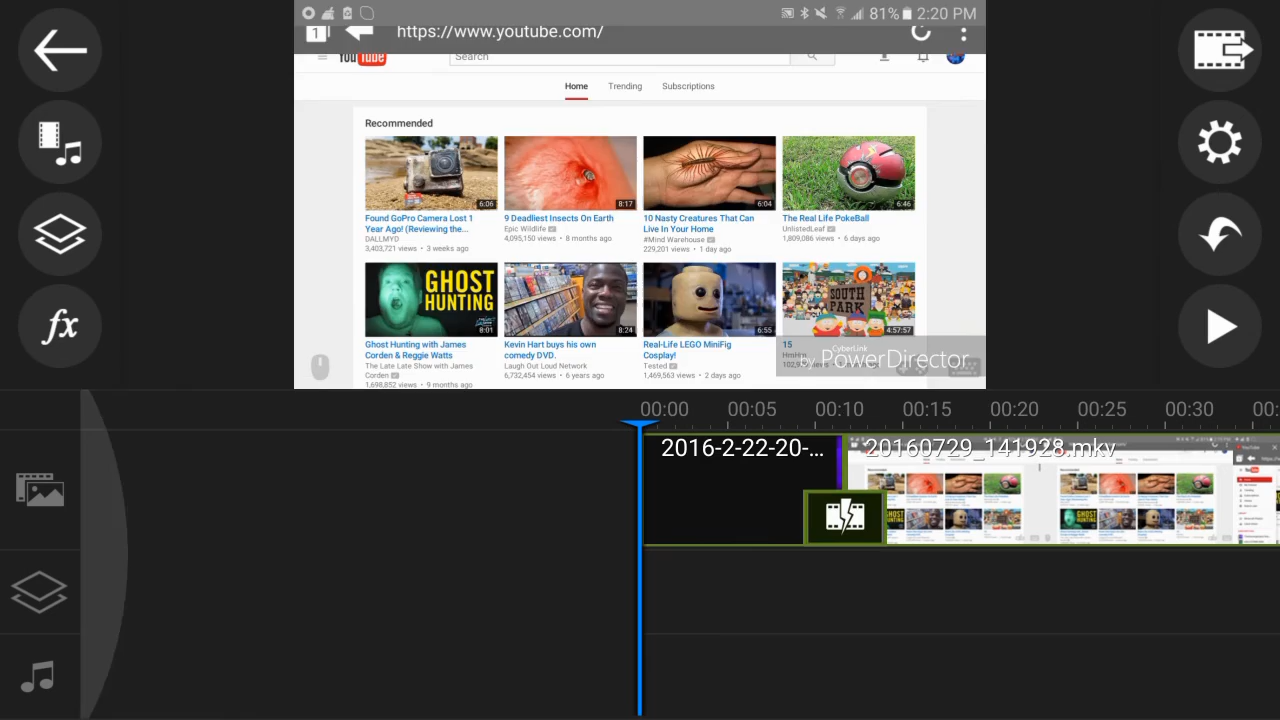 81% 2:20 PM
1 https://www.youtube.com/
YouTube Search
Home Trending Subscriptions
Recommended
6:06 8:17 6:04 6:46
Found GoPro Camera Lost 1
Year Ago! (Reviewing the...
DALLMYD
3,403,721 views • 3 weeks ago
9 Deadliest Insects On Earth
Epic Wildlife
4,095,150 views • 8 months ago
10 Nasty Creatures That Can
Live In Your Home
#Mind Warehouse
229,201 views • 1 day ago
The Real Life PokeBall
UnlistedLeaf
1,809,086 views • 6 days ago
GHOST
HUNTING
8:01 8:24 6:55
SOUTH
PARK
4:57:57
Ghost Hunting with James
Corden & Reggie Watts
The Late Late Show with James
Corden
1,698,852 views • 9 months ago
Kevin Hart buys his own
comedy DVD.
Laugh Out Loud Network
6,732,454 views • 6 years ago
Real-Life LEGO MiniFig
Cosplay!
Tested
1,469,563 views • 2 days ago
15
CyberLink
by PowerDirector
fx
00:00 00:05 00:10 00:15 00:20 00:25 00:30 00:
2016-2-22-20-...
20160729_141928.mkv